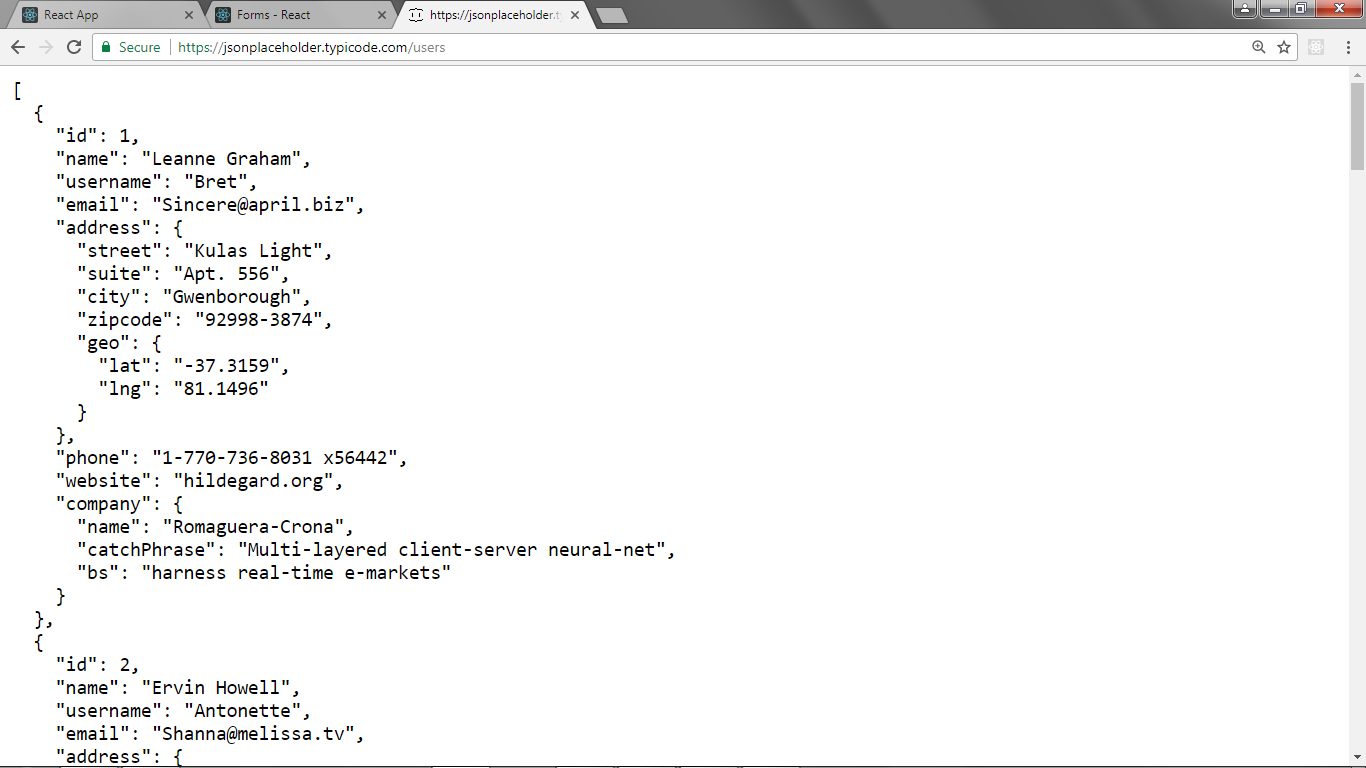 React App
Forms - React
https://jsonplaceholder.ty
Secure
https://jsonplaceholder.typicode.com/users
[
  {
    "id": 1,
    "name": "Leanne Graham",
    "username": "Bret",
    "email": "Sincere@april.biz",
    "address": {
      "street": "Kulas Light",
      "suite": "Apt. 556",
      "city": "Gwenborough",
      "zipcode": "92998-3874",
      "geo": {
        "lat": "-37.3159",
        "lng": "81.1496"
      }
    },
    "phone": "1-770-736-8031 x56442",
    "website": "hildegard.org",
    "company": {
      "name": "Romaguera-Crona",
      "catchPhrase": "Multi-layered client-server neural-net",
      "bs": "harness real-time e-markets"
    }
  },
  {
    "id": 2,
    "name": "Ervin Howell",
    "username": "Antonette",
    "email": "Shanna@melissa.tv",
    "address": {